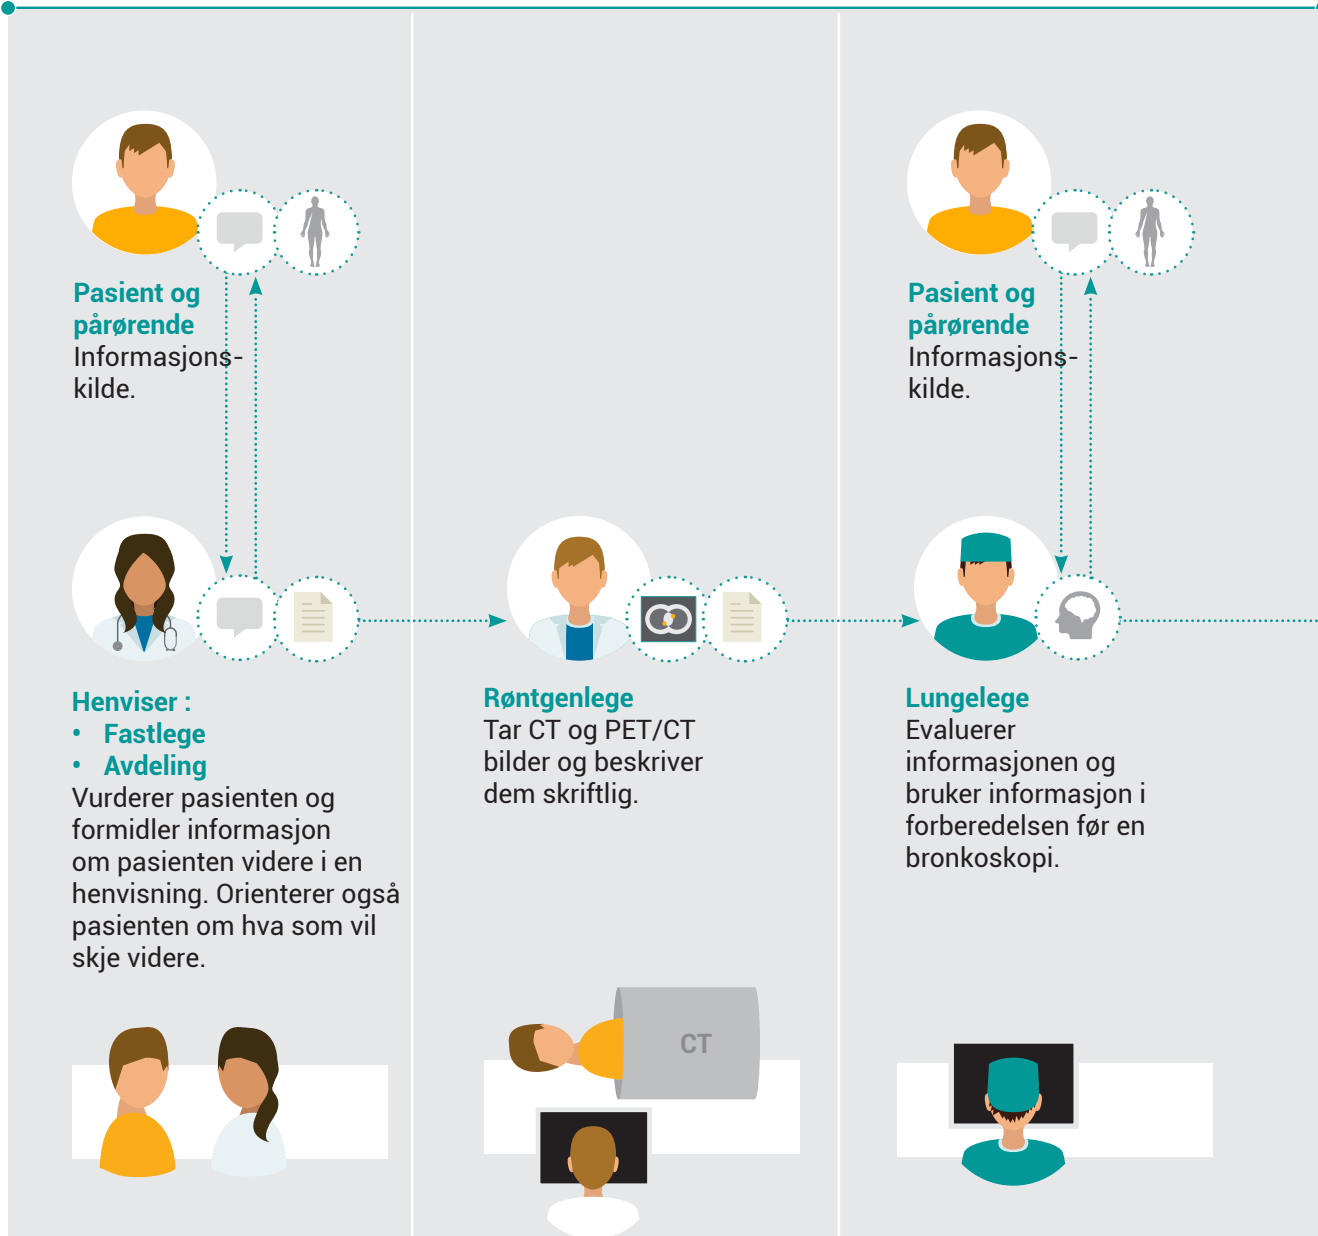 Pasient og
pårørende
Informasjons-
kilde.
Henviser :
• Fastlege
• Avdeling
Vurderer pasienten og
formidler informasjon
om pasienten videre i en
henvisning. Orienterer også
pasienten om hva som vil
skje videre.
Røntgenlege
Tar CT og PET/CT
bilder og beskriver
dem skriftlig.
CT
Pasient og
pårørende
Informasjons-
kilde.
Lungelege
Evaluerer
informasjonen og
bruker informasjon i
forberedelsen før en
bronkoskopi.